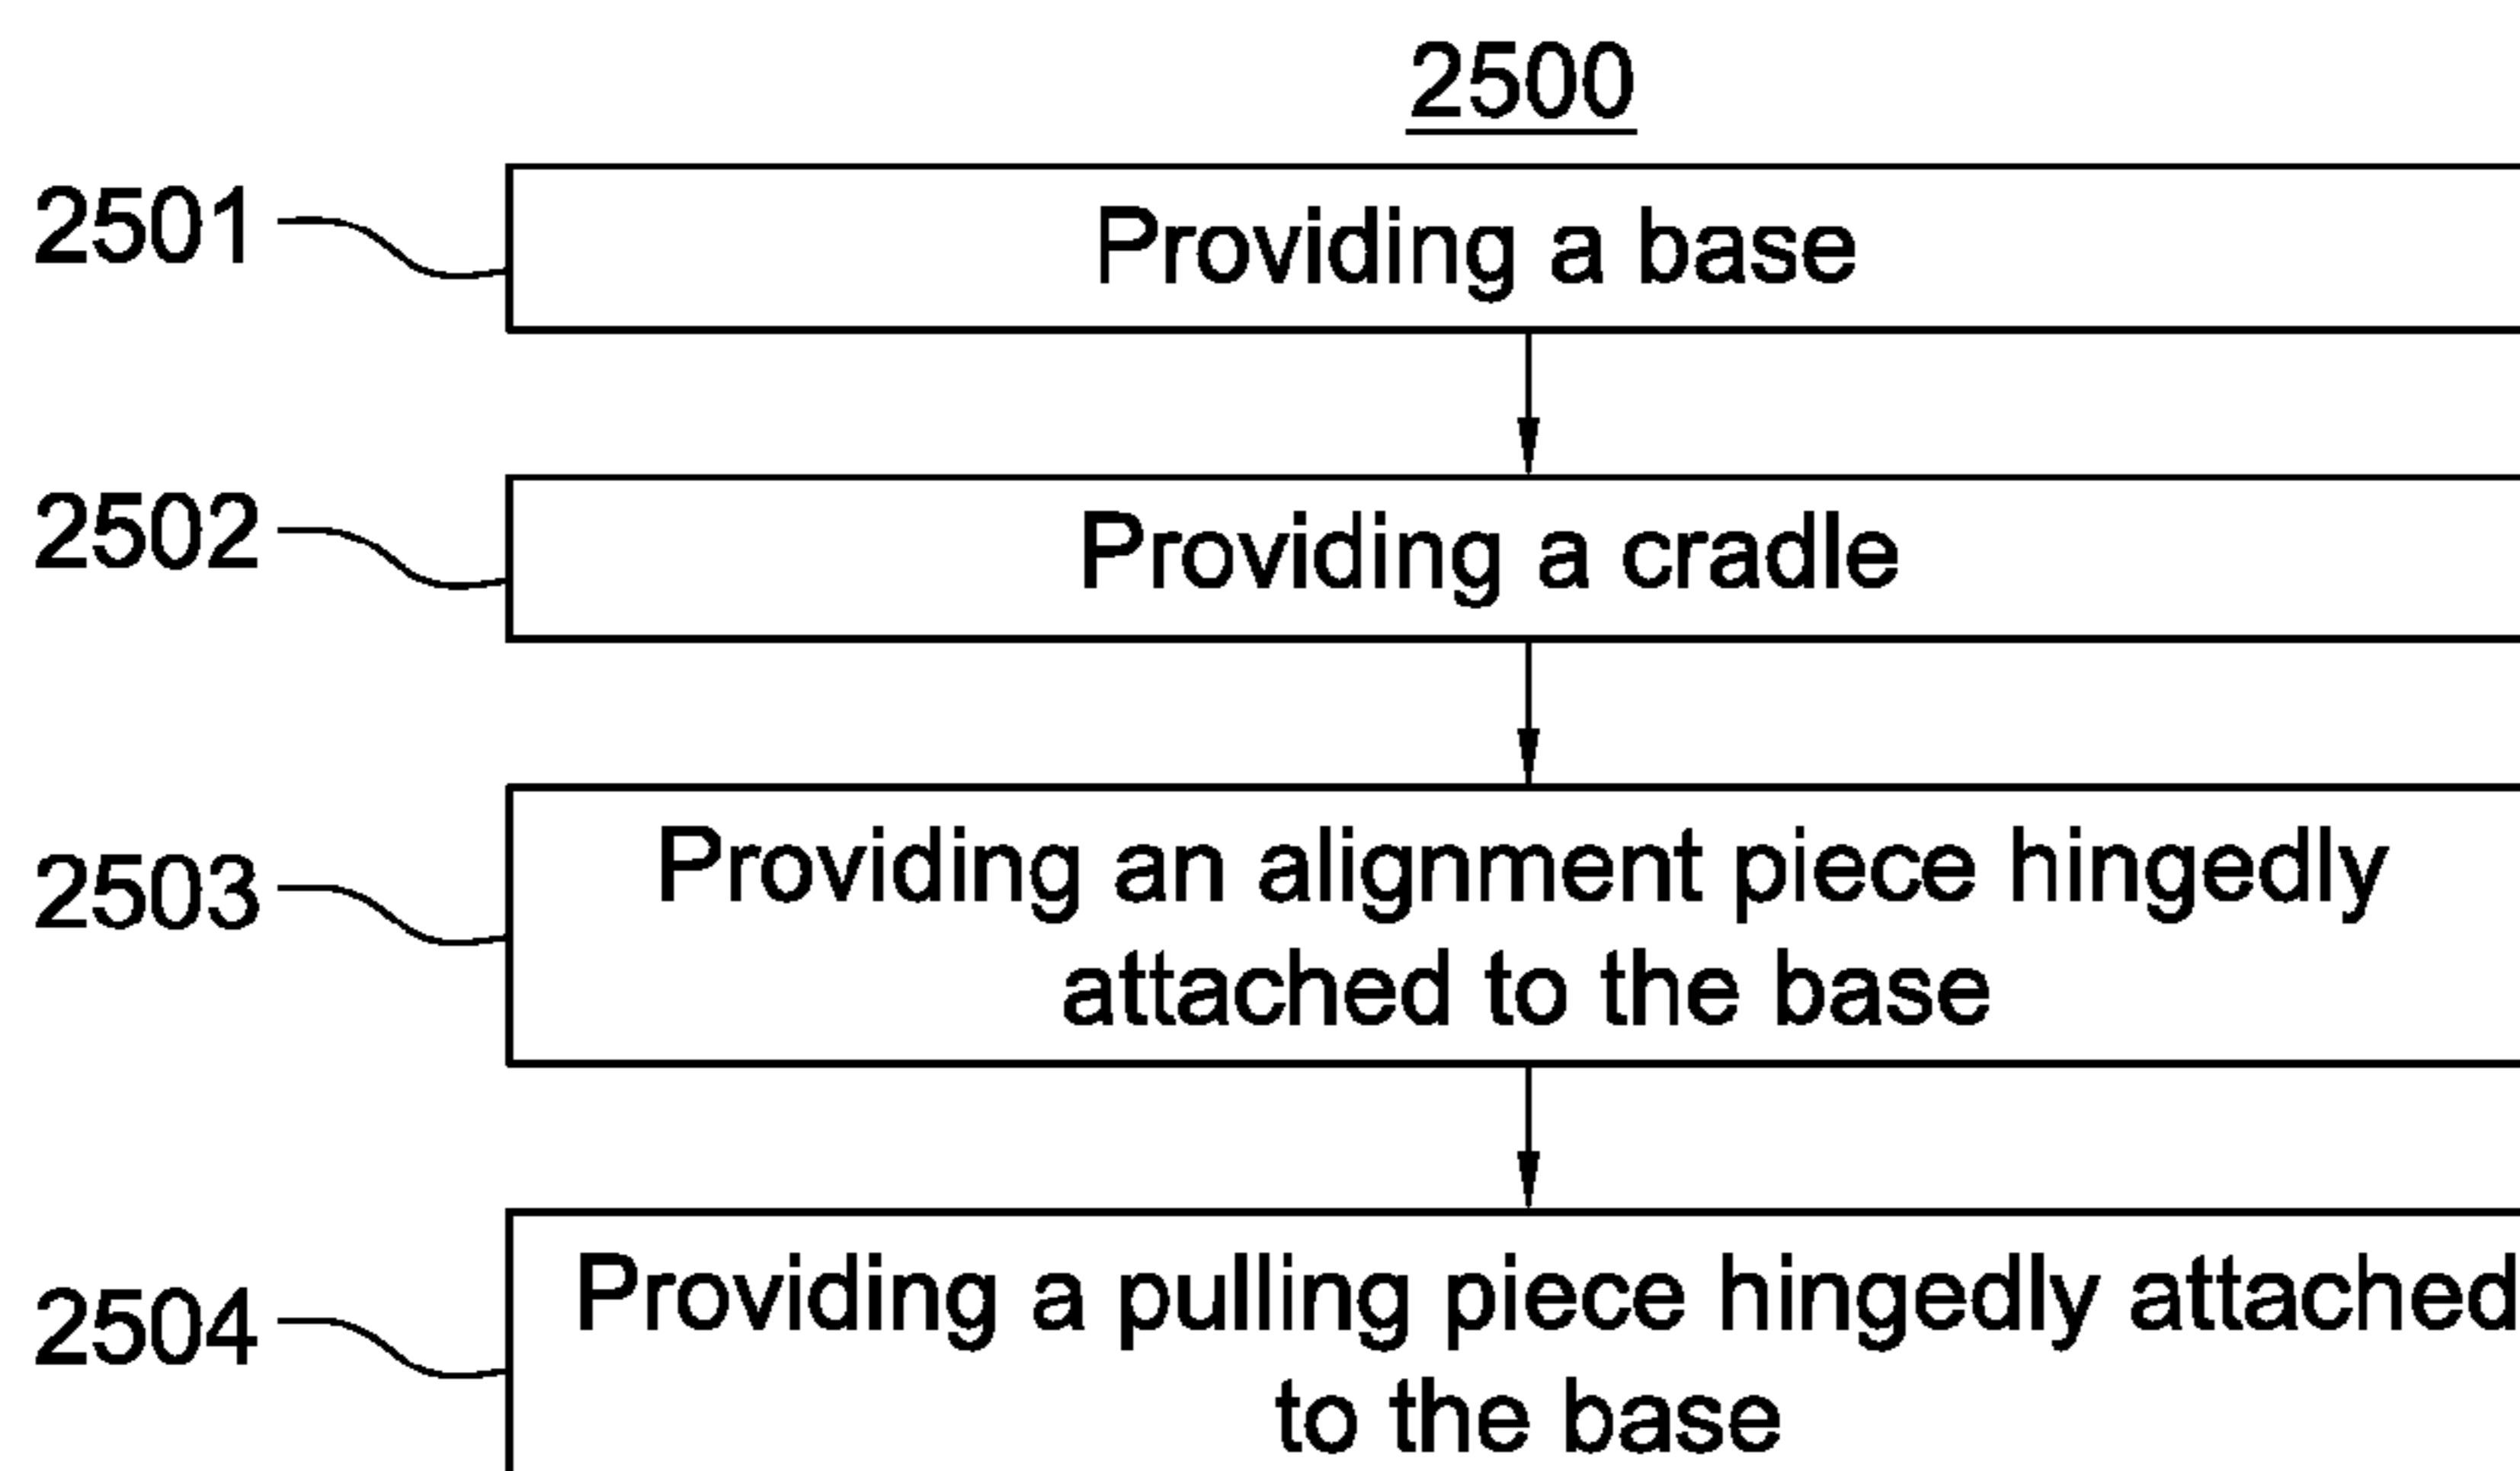 2500
2501
Providing a base
2502
Providing a cradle
2503
Providing an alignment piece hingedly
attached to the base
2504
Providing a pulling piece hingedly attached
to the base